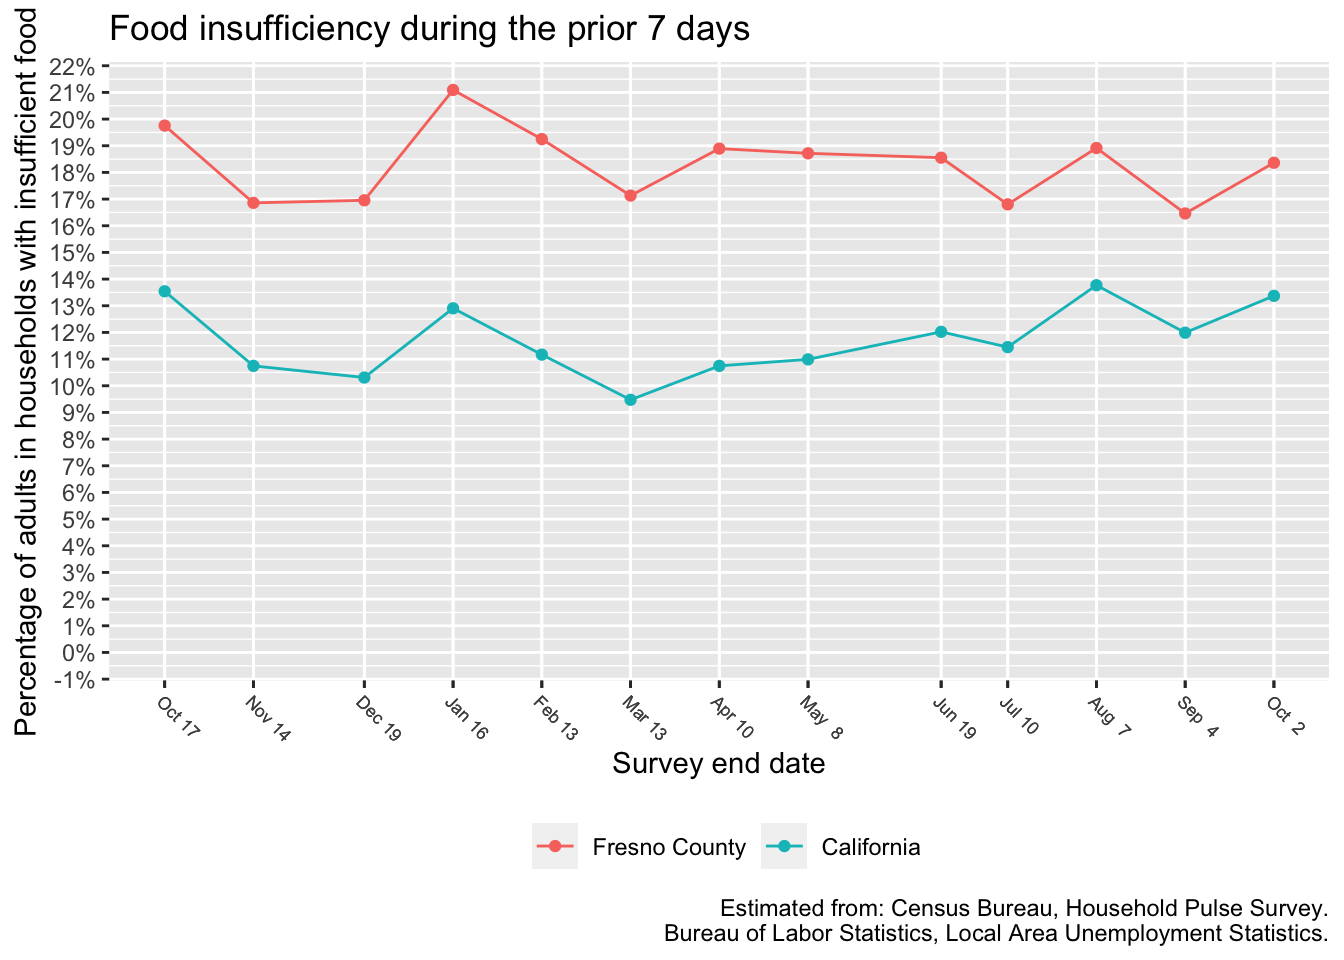 Food insufficiency during the prior 7 days
Percentage of adults in households with insufficient food
22%
21%
20%
19%
18%
17%
16%
15%
14%
13%
12%
11%
10%
9%
8%
7%
6%
5%
4%
3%
2%
1%
0%
-1%
Oct 17
Nov 14
Dec 19
Jan 16
Feb 13
Mar 13
Apr 10
May 8
Jun 19
Jul 10
Aug 7
Sep 4
Oct 2
Survey end date
Fresno County
California
Estimated from: Census Bureau, Household Pulse Survey.
Bureau of Labor Statistics, Local Area Unemployment Statistics.